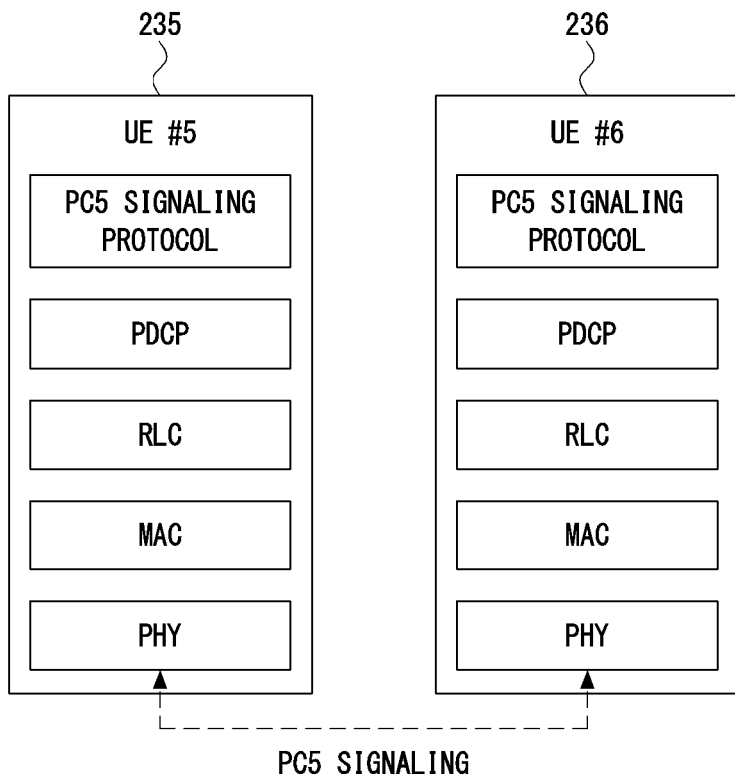 235
236
UE #5
UE #6
PC5 SIGNALING
PROTOCOL
PC5 SIGNALING
PROTOCOL
PDCP
PDCP
RLC
RLC
MAC
MAC
PHY
PHY
PC5 SIGNALING